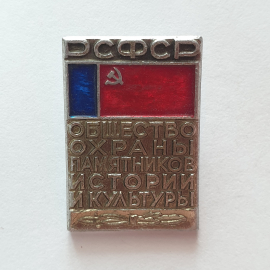 РСФСР
ОБЩЕСТВО
ОХРАНЫ
ПАМЯТНИКОВ
ИСТОРИИ
И КУЛЬТУРЫ